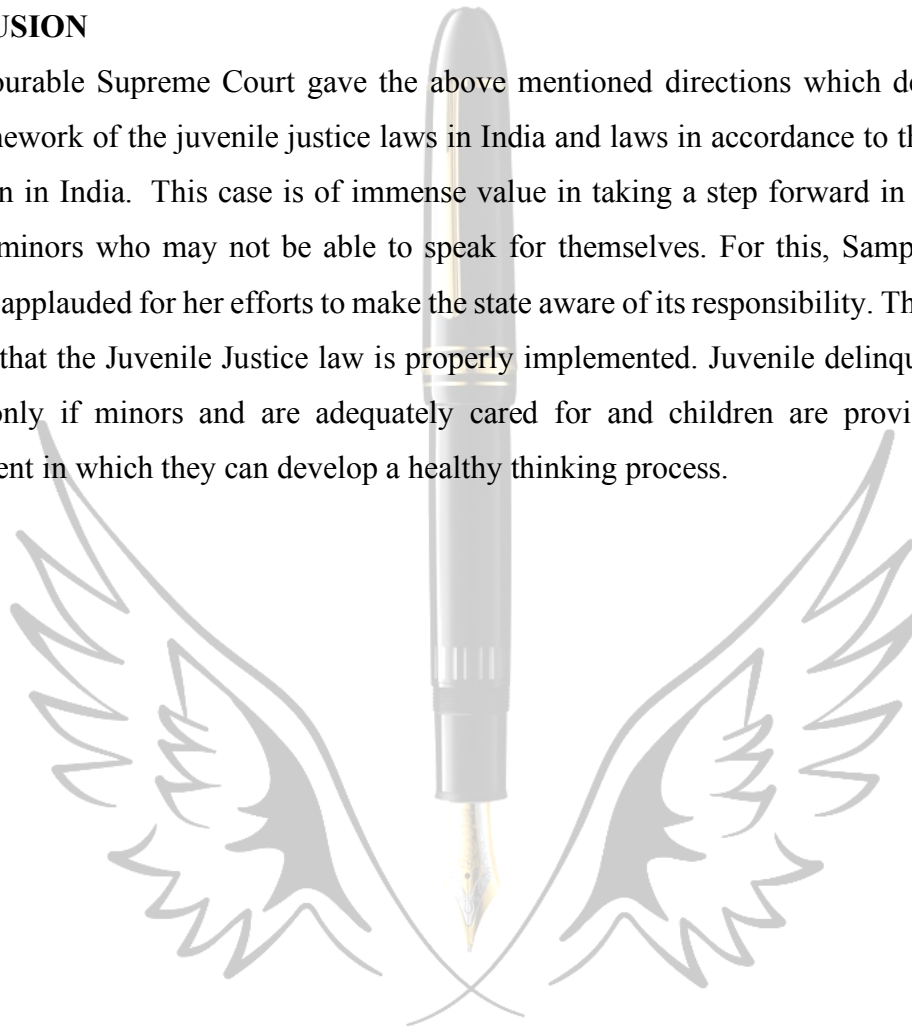 USION
ourable Supreme Court gave the above mentioned directions which de
nework of the juvenile justice laws in India and laws in accordance to th
n in India. This case is of immense value in taking a step forward in
minors who may not be able to speak for themselves. For this, Samp
applauded for her efforts to make the state aware of its responsibility. Th
that the Juvenile Justice law is properly implemented. Juvenile delinqu
only if minors and are adequately cared for and children are provi
ent in which they can develop a healthy thinking process.